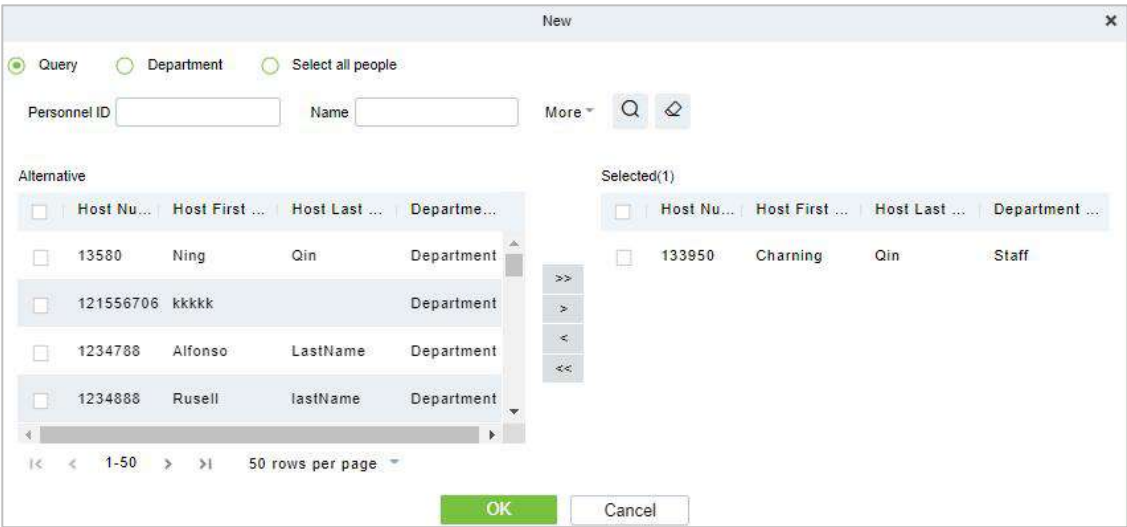 New ×
Query Department Select all people
Personnel ID Name More
Alternative Selected(1)
Host Nu... Host First ... Host Last ... Departme... Host Nu... Host First ... Host Last ... Department ...
13580 Ning Qin Department 133950 Charning Qin Staff
>>
121556706 kkkkk Department
>
<
1234788 Alfonso LastName Department
<<
1234888 Rusell lastName Department
|< < 1-50 > >| 50 rows per page
OK Cancel